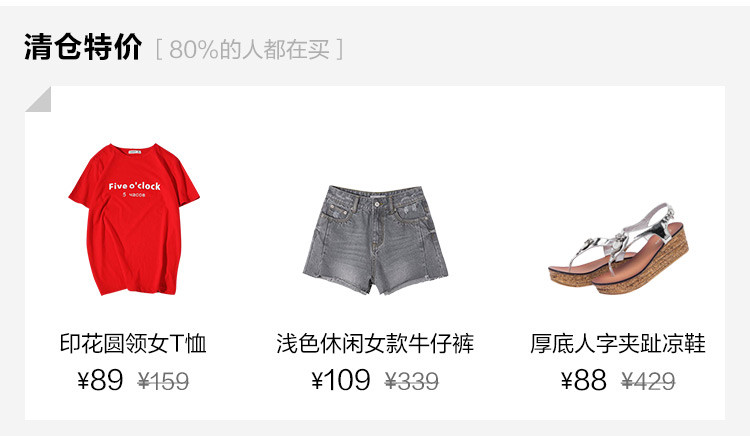 清仓特价 [ 80%的人都在买 ]
Five o'clock
5 часов
印花圆领女T恤
¥89 ¥159
浅色休闲女款牛仔裤
¥109 ¥339
厚底人字夹趾凉鞋
¥88 ¥429